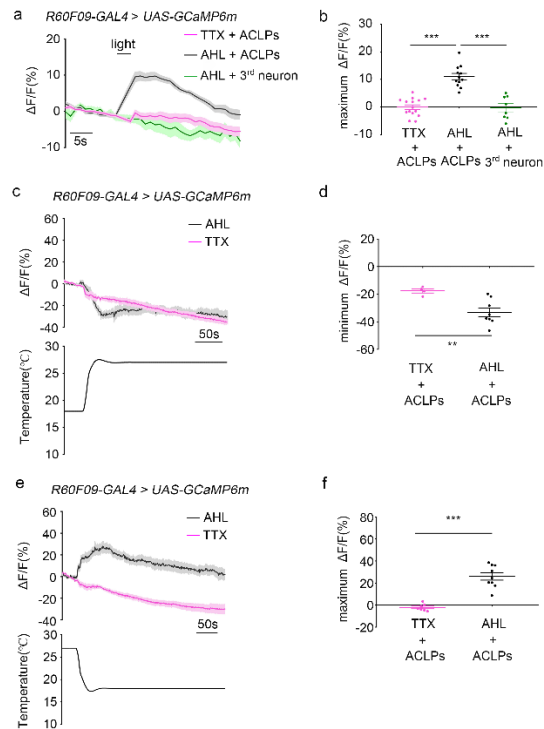 a
R60F09-GAL4 > UAS-GCaMP6m
light
TTX + ACLPs
AHL + ACLPs
AHL + 3rd neuron
ΔF/F(%)
20
10
0
-10
5s
b
maximum ΔF/F(%)
30
20
10
0
-10
*** ***
TTX AHL AHL
+ + +
ACLPs ACLPs 3rd neuron
c
R60F09-GAL4 > UAS-GCaMP6m
AHL
TTX
ΔF/F(%)
60
40
20
0
-20
-40
50s
Temperature(℃)
30
25
20
15
10
d
minimum ΔF/F(%)
20
0
-20
-40
-60
**
TTX AHL
+ +
ACLPs ACLPs
e
R60F09-GAL4 > UAS-GCaMP6m
AHL
TTX
ΔF/F(%)
60
40
20
0
-20
-40
50s
Temperature(℃)
30
25
20
15
10
f
maximum ΔF/F(%)
80
60
40
20
0
-20
***
TTX AHL
+ +
ACLPs ACLPs